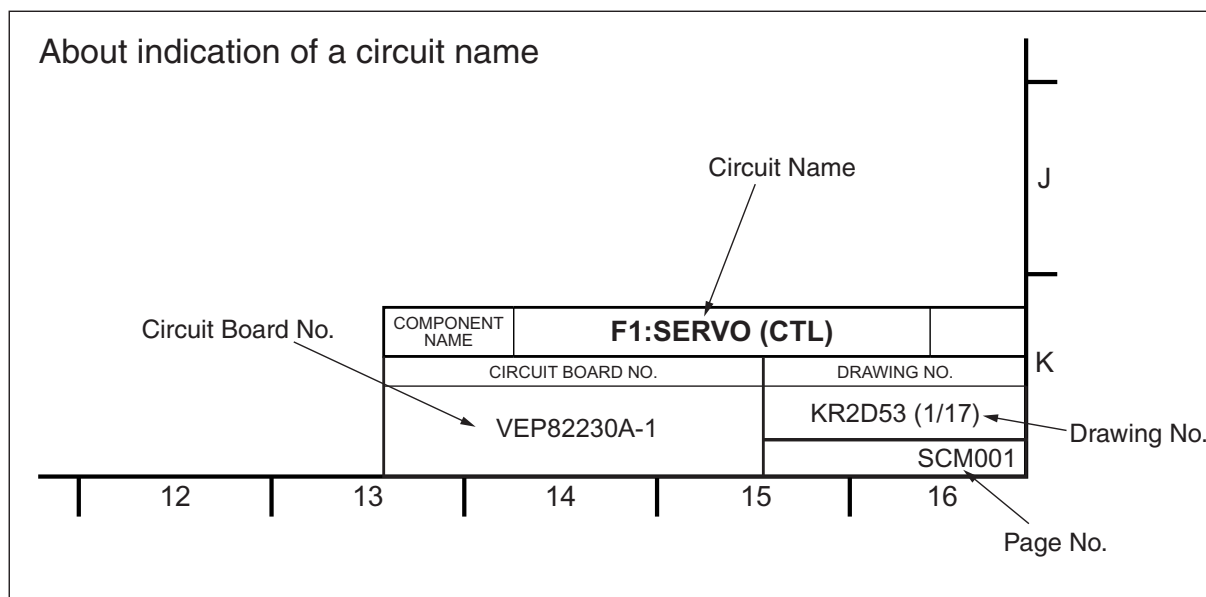 About indication of a circuit name
Circuit Name
J
Circuit Board No.
COMPONENT
NAME
F1:SERVO (CTL)
K
CIRCUIT BOARD NO.
DRAWING NO.
VEP82230A-1
KR2D53 (1/17)
Drawing No.
SCM001
12
13
14
15
16
Page No.